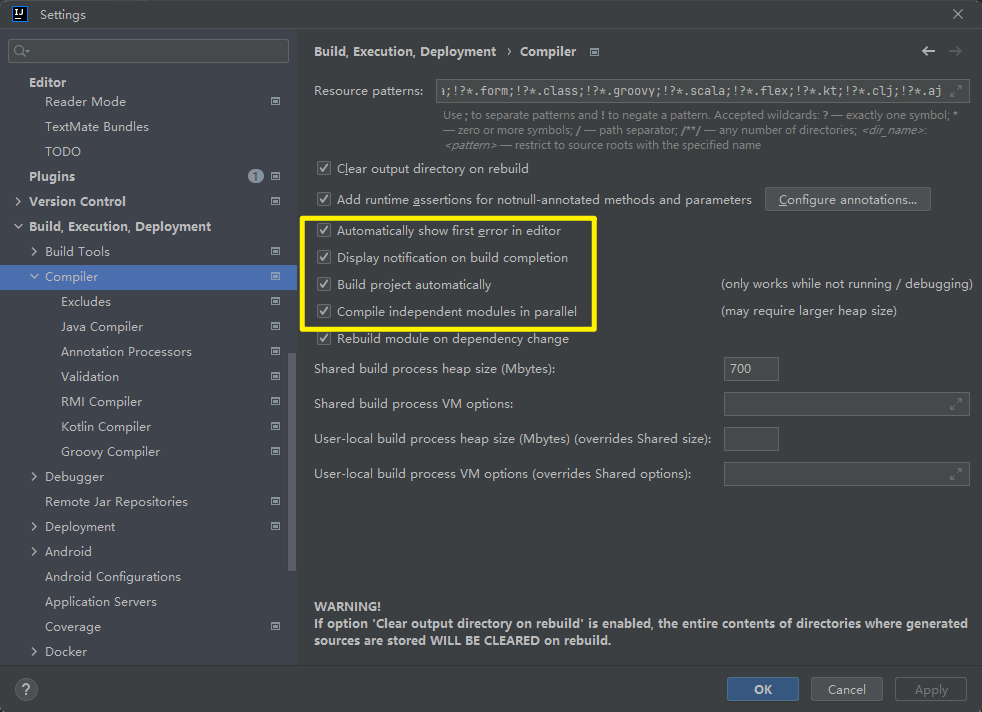 IJ Settings
Editor
Reader Mode
TextMate Bundles
TODO
Plugins 1
Version Control
Build, Execution, Deployment
Build Tools
Compiler
Excludes
Java Compiler
Annotation Processors
Validation
RMI Compiler
Kotlin Compiler
Groovy Compiler
Debugger
Remote Jar Repositories
Deployment
Android
Android Configurations
Application Servers
Coverage
Docker
Build, Execution, Deployment › Compiler
Resource patterns: a;!?*.form;!?*.class;!?*.groovy;!?*.scala;!?*.flex;!?*.kt;!?*.clj;!?*.aj
Use ; to separate patterns and ! to negate a pattern. Accepted wildcards: ? — exactly one symbol; *
— zero or more symbols; / — path separator; /**/ — any number of directories; <dir_name>:
<pattern> — restrict to source roots with the specified name
Clear output directory on rebuild
Add runtime assertions for notnull-annotated methods and parameters Configure annotations...
Automatically show first error in editor
Display notification on build completion
Build project automatically (only works while not running / debugging)
Compile independent modules in parallel (may require larger heap size)
Rebuild module on dependency change
Shared build process heap size (Mbytes): 700
Shared build process VM options:
User-local build process heap size (Mbytes) (overrides Shared size):
User-local build process VM options (overrides Shared options):
WARNING!
If option 'Clear output directory on rebuild' is enabled, the entire contents of directories where generated
sources are stored WILL BE CLEARED on rebuild.
? OK Cancel Apply